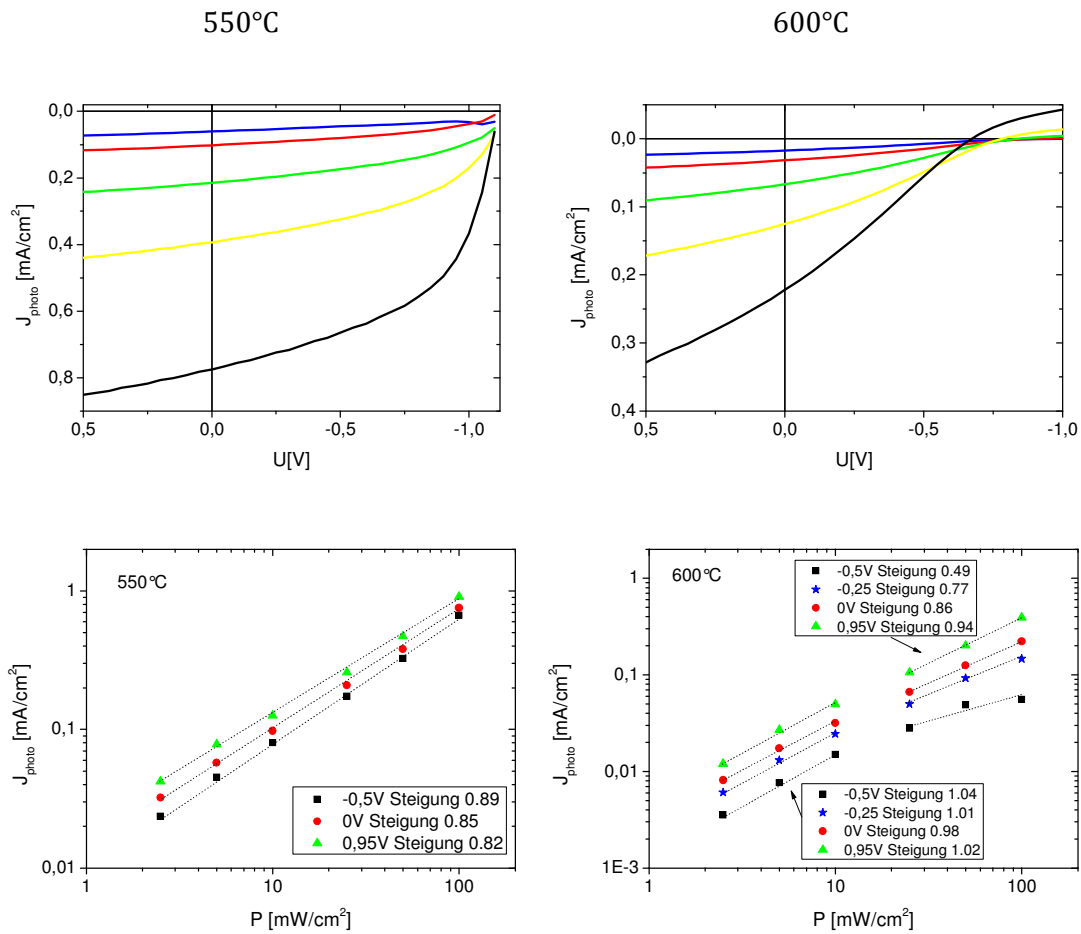 550°C
600°C
0,0
0,2
0,4
0,6
0,8
J photo [mA/cm²]
0,5 0,0 -0,5 -1,0
U[V]
0,0
0,1
0,2
0,3
0,4
J photo [mA/cm²]
0,5 0,0 -0,5 -1,0
U[V]
550°C
1
0,1
0,01
J photo [mA/cm²]
-0,5V Steigung 0.89
0V Steigung 0.85
0,95V Steigung 0.82
1 10 100
P [mW/cm²]
600°C
1
0,1
0,01
1E-3
J photo [mA/cm²]
-0,5V Steigung 0.49
-0,25 Steigung 0.77
0V Steigung 0.86
0,95V Steigung 0.94
-0,5V Steigung 1.04
-0,25 Steigung 1.01
0V Steigung 0.98
0,95V Steigung 1.02
1 10 100
P [mW/cm²]